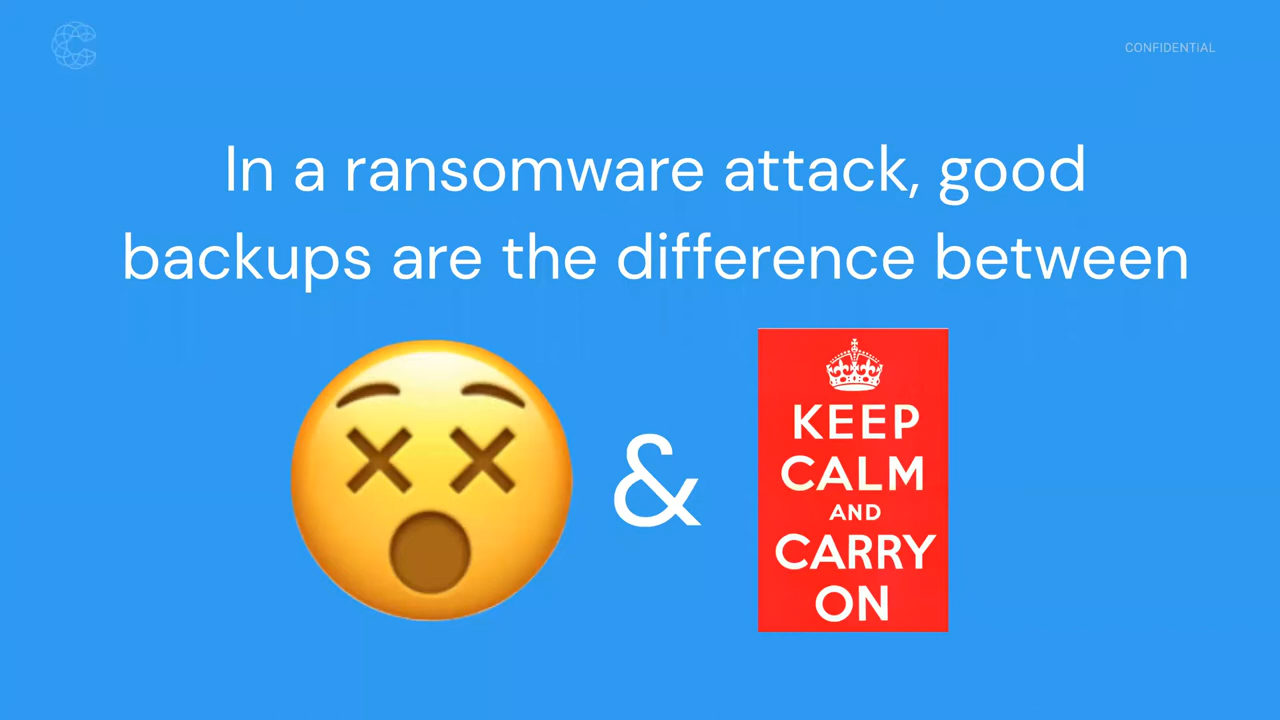 CONFIDENTIAL
In a ransomware attack, good
backups are the difference between
&
KEEP
CALM
AND
CARRY
ON